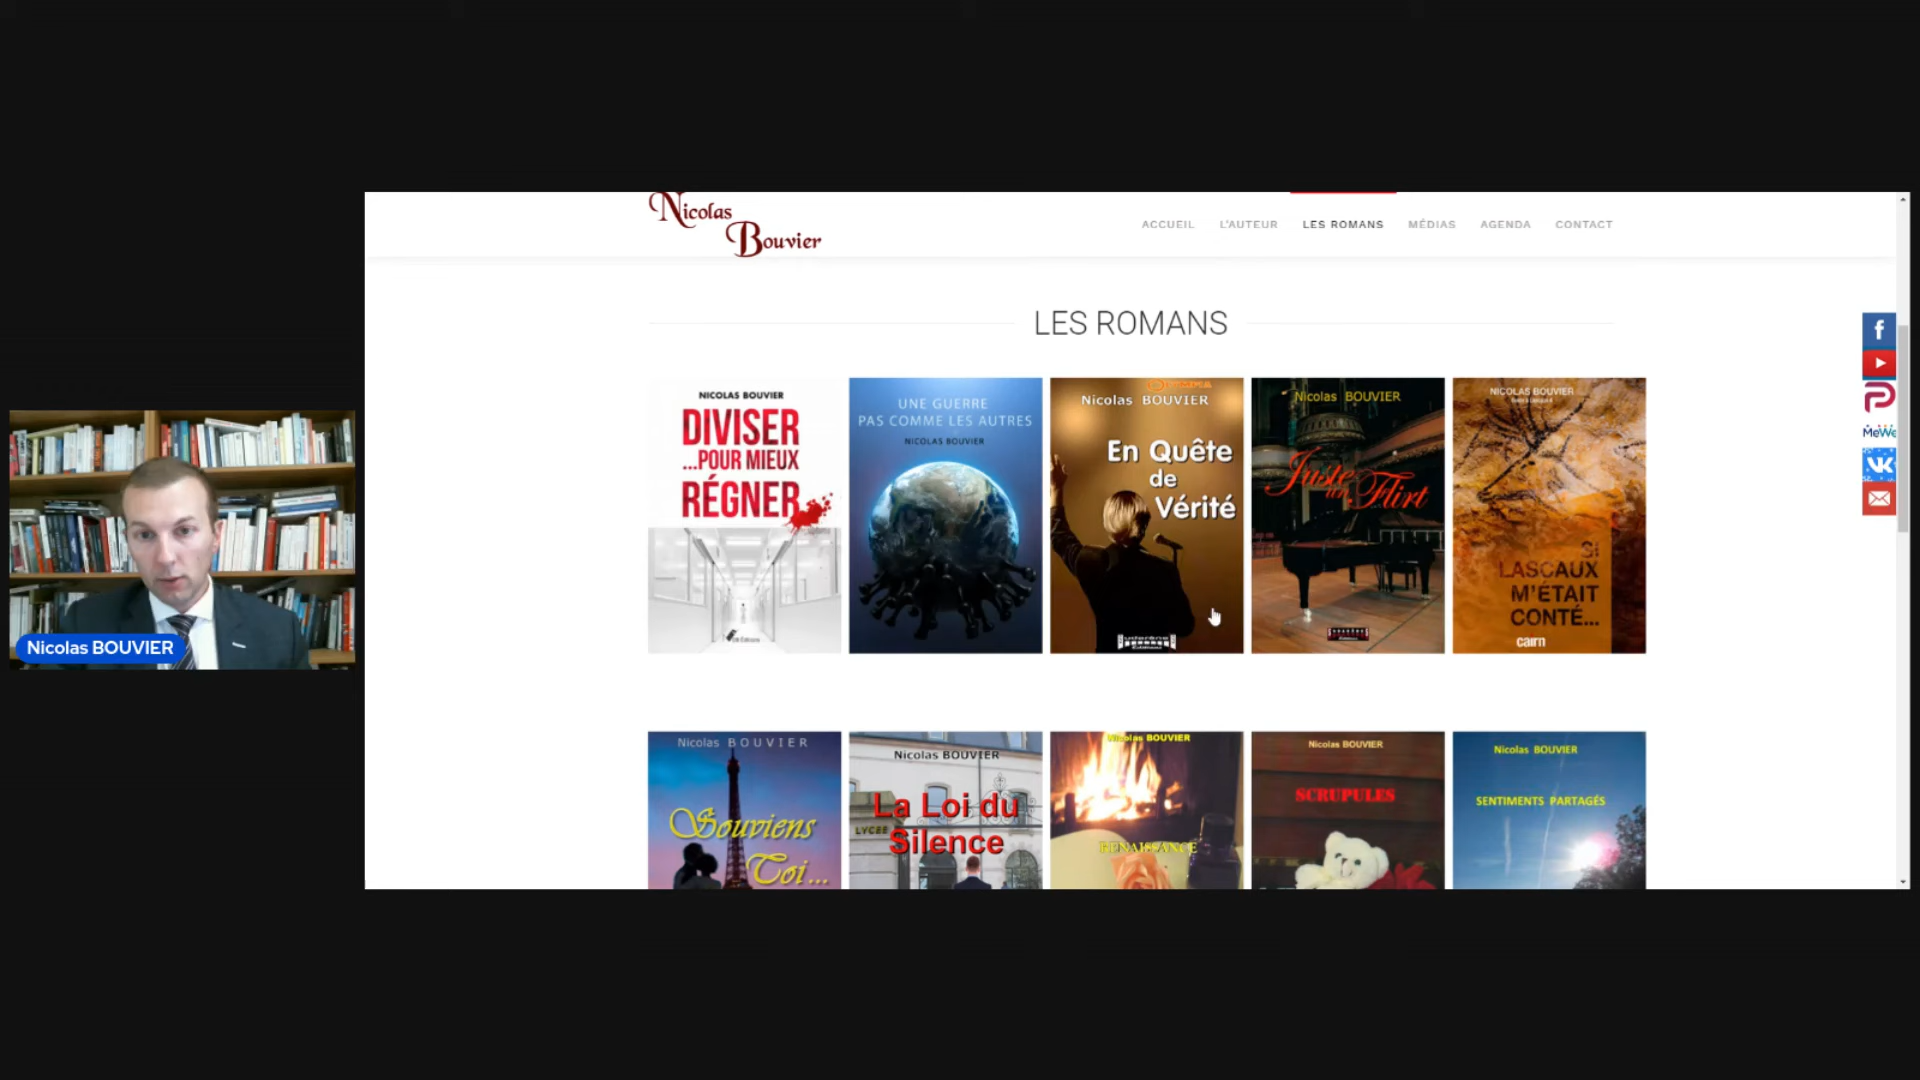 Nicolas
Bouvier
ACCUEIL
L'AUTEUR
LES ROMANS
MÉDIAS
AGENDA
CONTACT
LES ROMANS
NICOLAS BOUVIER
DIVISER
...POUR MIEUX
RÉGNER
UNE GUERRE
PAS COMME LES AUTRES
NICOLAS BOUVIER
Nicolas BOUVIER
En Quête
de
Vérité
Nicolas BOUVIER
Juste
un Flirt
NICOLAS BOUVIER
SI
LASCAUX
M'ÉTAIT
CONTÉ...
cairn
f
MeWe
Nicolas BOUVIER
Nicolas BOUVIER
Souviens
Toi...
Nicolas BOUVIER
La Loi du
Silence
LYCEE
Nicolas BOUVIER
RENAISSANCE
Nicolas BOUVIER
SCRUPULES
Nicolas BOUVIER
SENTIMENTS PARTAGÉS